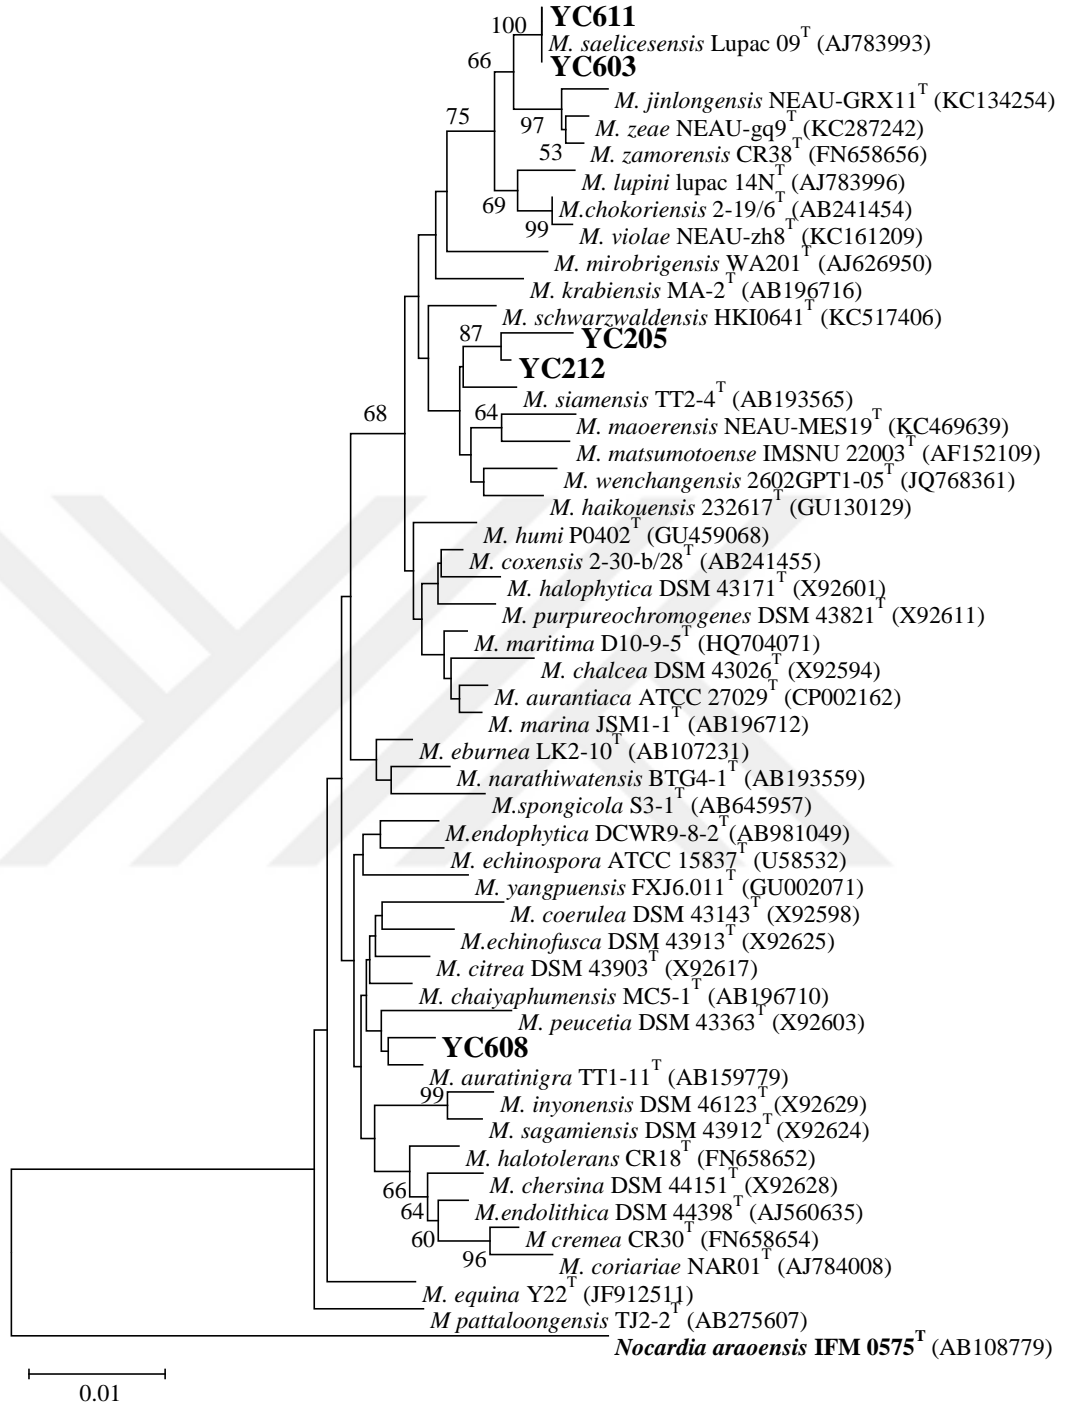 YC611
100
M. saelicesensis Lupac 09T (AJ783993)
YC603
66
M. jinlongensis NEAU-GRX11T (KC134254)
75
97
M. zeae NEAU-gq9T (KC287242)
53
M. zamorensis CR38T (FN658656)
M. lupini lupac 14NT (AJ783996)
69
M.chokoriensis 2-19/6T (AB241454)
99
M. violae NEAU-zh8T (KC161209)
M. mirobrigensis WA201T (AJ626950)
M. krabiensis MA-2T (AB196716)
M. schwarzwaldensis HKI0641T (KC517406)
87
YC205
YC212
M. siamensis TT2-4T (AB193565)
68
64
M. maoerensis NEAU-MES19T (KC469639)
M. matsumotoense IMSNU 22003T (AF152109)
M. wenchangensis 2602GPT1-05T (JQ768361)
M. haikouensis 232617T (GU130129)
M. humi P0402T (GU459068)
M. coxensis 2-30-b/28T (AB241455)
M. halophytica DSM 43171T (X92601)
M. purpureochromogenes DSM 43821T (X92611)
M. maritima D10-9-5T (HQ704071)
M. chalcea DSM 43026T (X92594)
M. aurantiaca ATCC 27029T (CP002162)
M. marina JSM1-1T (AB196712)
M. eburnea LK2-10T (AB107231)
M. narathiwatensis BTG4-1T (AB193559)
M.spongicola S3-1T (AB645957)
M.endophytica DCWR9-8-2T (AB981049)
M. echinospora ATCC 15837T (U58532)
M. yangpuensis FXJ6.011T (GU002071)
M. coerulea DSM 43143T (X92598)
M.echinofusca DSM 43913T (X92625)
M. citrea DSM 43903T (X92617)
M. chaiyaphumensis MC5-1T (AB196710)
M. peucetia DSM 43363T (X92603)
YC608
M. auratinigra TT1-11T (AB159779)
99
M. inyonensis DSM 46123T (X92629)
M. sagamiensis DSM 43912T (X92624)
M. halotolerans CR18T (FN658652)
66
M. chersina DSM 44151T (X92628)
64
M.endolithica DSM 44398T (AJ560635)
60
M cremea CR30T (FN658654)
96
M. coriariae NAR01T (AJ784008)
M. equina Y22T (JF912511)
M pattaloongensis TJ2-2T (AB275607)
Nocardia araoensis IFM 0575T (AB108779)
0.01